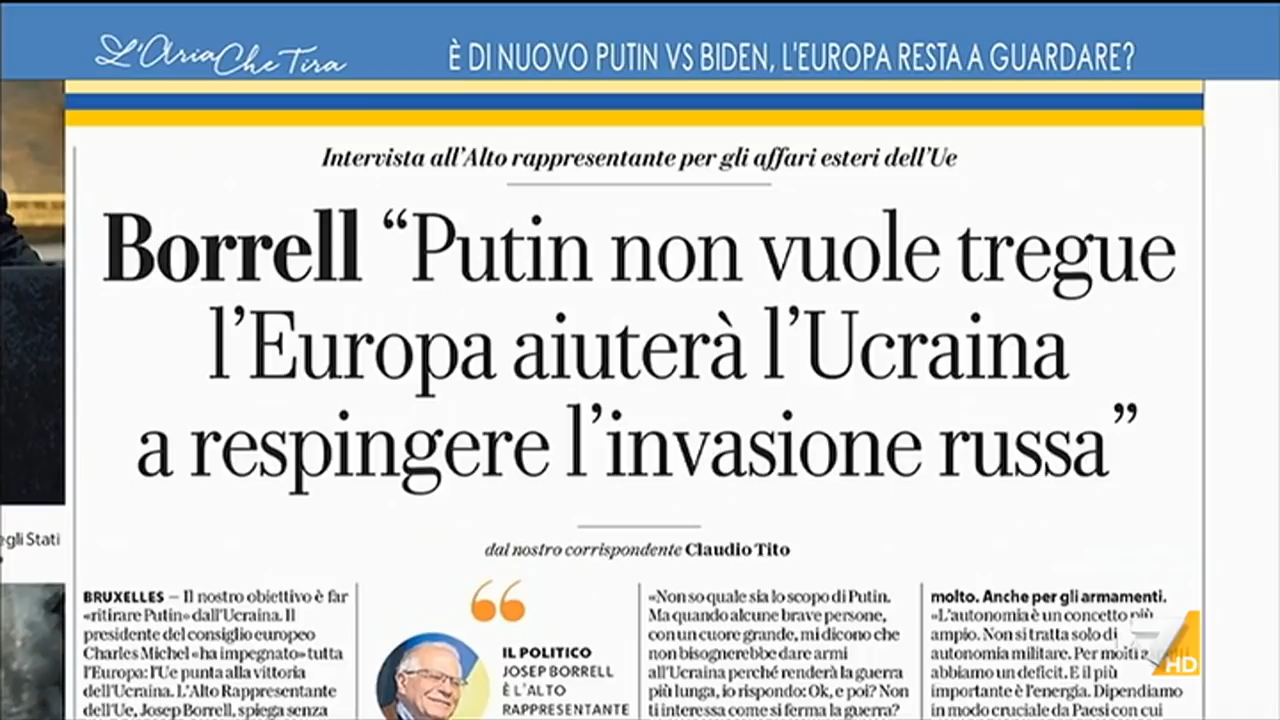 L'Aria Che Tira
È DI NUOVO PUTIN VS BIDEN, L'EUROPA RESTA A GUARDARE?
Intervista all'Alto rappresentante per gli affari esteri dell'Ue
Borrell “Putin non vuole tregue
l'Europa aiuterà l'Ucraina
a respingere l'invasione russa”
dal nostro corrispondente Claudio Tito
egli Stati
BRUXELLES — Il nostro obiettivo è far
«ritirare Putin» dall'Ucraina. Il
presidente del consiglio europeo
Charles Michel «ha impegnato» tutta
l'Europa: l'Ue punta alla vittoria
dell'Ucraina. L'Alto Rappresentante
dell'Ue, Josep Borrell, spiega senza
“
IL POLITICO
JOSEP BORRELL
È L'ALTO
RAPPRESENTANTE
«Non so quale sia lo scopo di Putin.
Ma quando alcune brave persone,
con un cuore grande, mi dicono che
non bisognerebbe dare armi
all'Ucraina perché renderà la guerra
più lunga, io rispondo: Ok, e poi? Non
ti interessa come si ferma la guerra?
molto. Anche per gli armamenti.
«L'autonomia è un concetto più
ampio. Non si tratta solo di
autonomia militare. Per molti a
abbiamo un deficit. E il più
importante è l'energia. Dipendiamo
in modo cruciale da Paesi con cui
7
HD